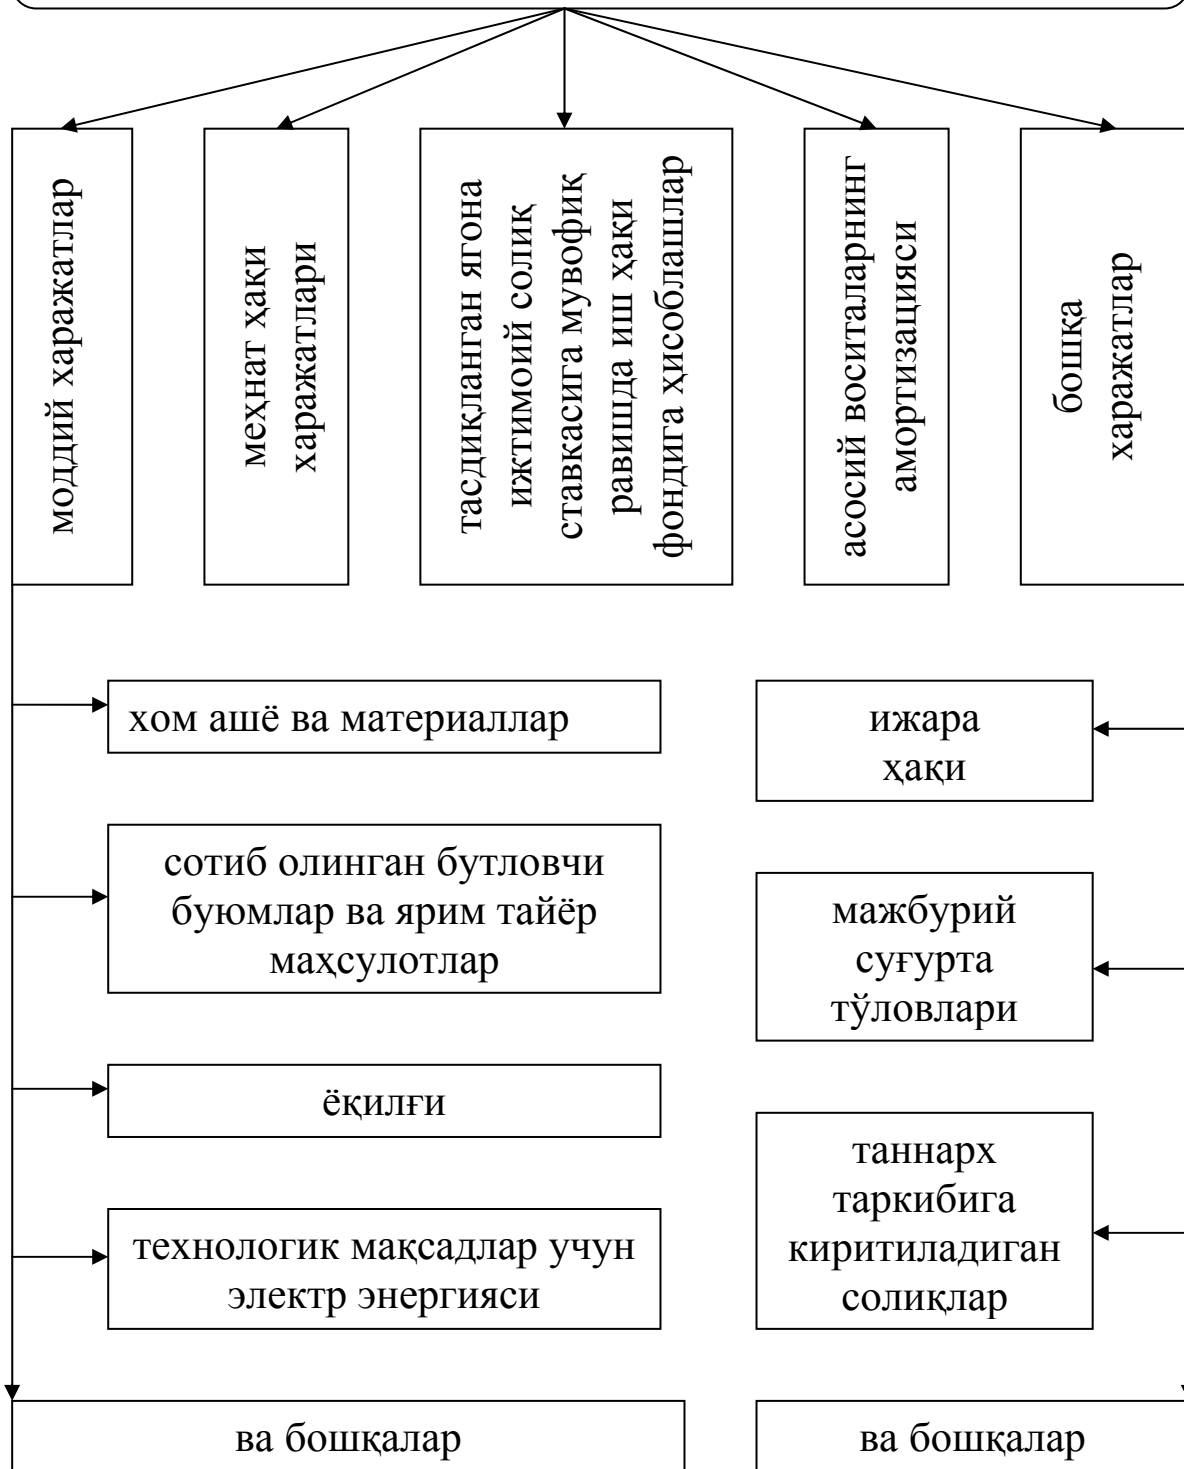 моддий харажатлар
меҳнат ҳақи
харажатлари
тасдиқланган ягона
ижтимоий солиқ
ставкасига мувофиқ
равишда иш ҳақи
фондига ҳисоблашлар
асосий воситаларнинг
амортизацияси
бошқа
харажатлар
хом ашё ва материаллар
сотиб олинган бутловчи
буюмлар ва ярим тайёр
маҳсулотлар
ёқилғи
технологик мақсадлар учун
электр энергияси
ва бошқалар
ижара
ҳақи
мажбурий
суғурта
тўловлари
таннарх
таркибига
киритиладиган
солиқлар
ва бошқалар